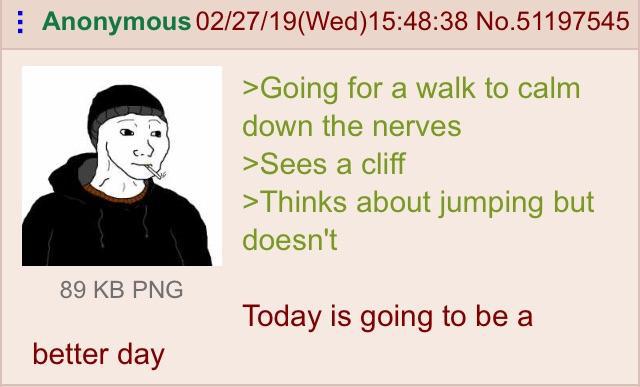 Anonymous 02/27/19(Wed)15:48:38 No.51197545
>Going for a walk to calm
down the nerves
>Sees a cliff
>Thinks about jumping but
doesn't
89 KB PNG
Today is going to be a
better day